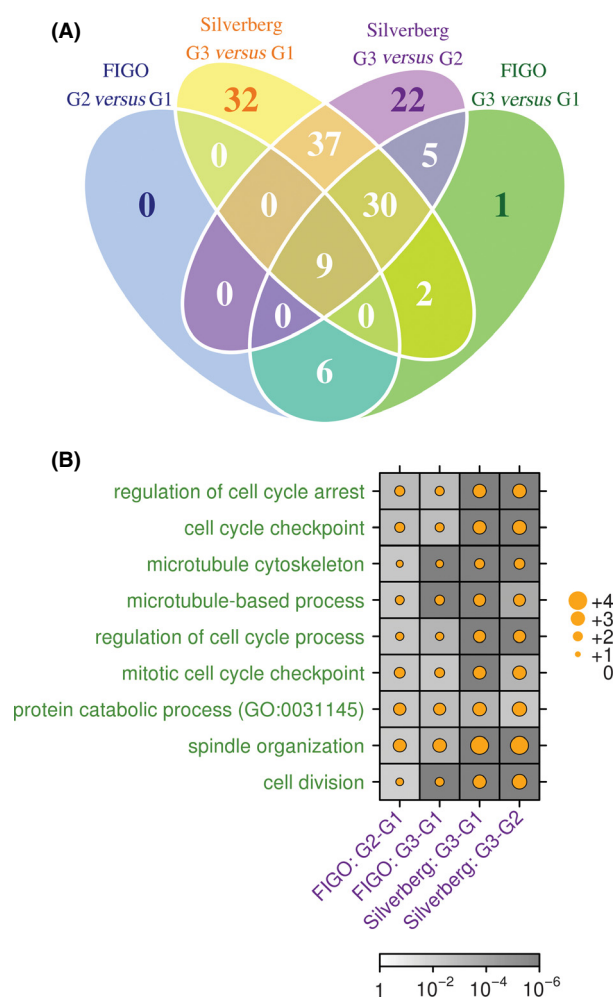 (A)
Silverberg
G3 versus G1
Silverberg
G3 versus G2
FIGO
G2 versus G1
FIGO
G3 versus G1
32
22
0
37
5
0
0
30
1
9
0
0
0
2
6
(B)
regulation of cell cycle arrest
cell cycle checkpoint
microtubule cytoskeleton
microtubule-based process
regulation of cell cycle process
mitotic cell cycle checkpoint
protein catabolic process (GO:0031145)
spindle organization
cell division
+4
+3
+2
+1
0
FIGO: G2-G1
FIGO: G3-G1
Silverberg: G3-G1
Silverberg: G3-G2
1 10⁻² 10⁻⁴ 10⁻⁶